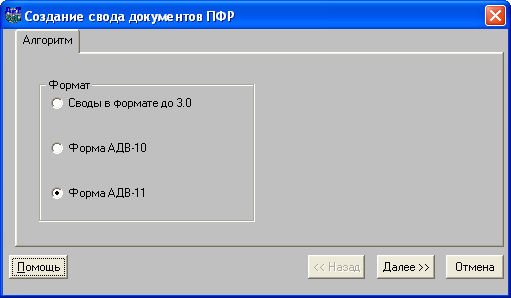 Создание свода документов ПФР
Алгоритм
Формат
Своды в формате до 3.0
Форма АДВ-10
Форма АДВ-11
Помощь
<< Назад
Далее >>
Отмена